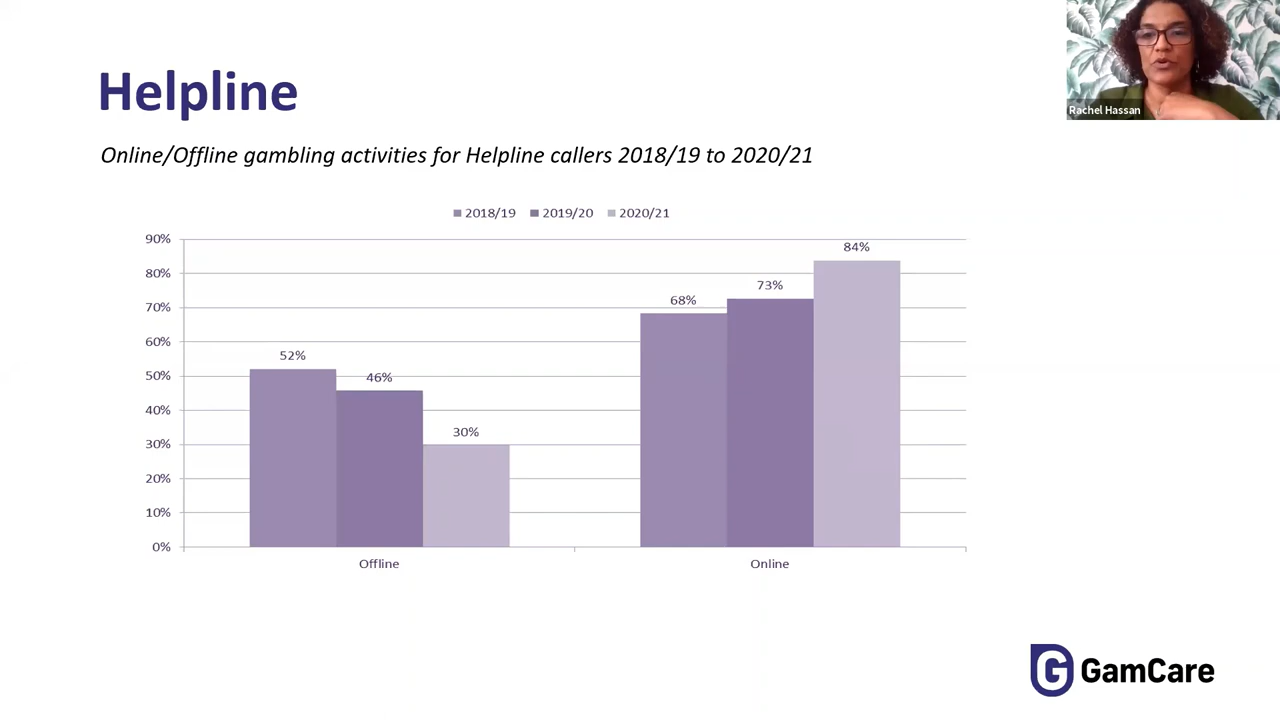 Helpline
Rachel Hassan
Online/Offline gambling activities for Helpline callers 2018/19 to 2020/21
2018/19 2019/20 2020/21
90%
80%
70%
60%
50%
40%
30%
20%
10%
0%
52%
46%
30%
68%
73%
84%
Offline Online
GamCare